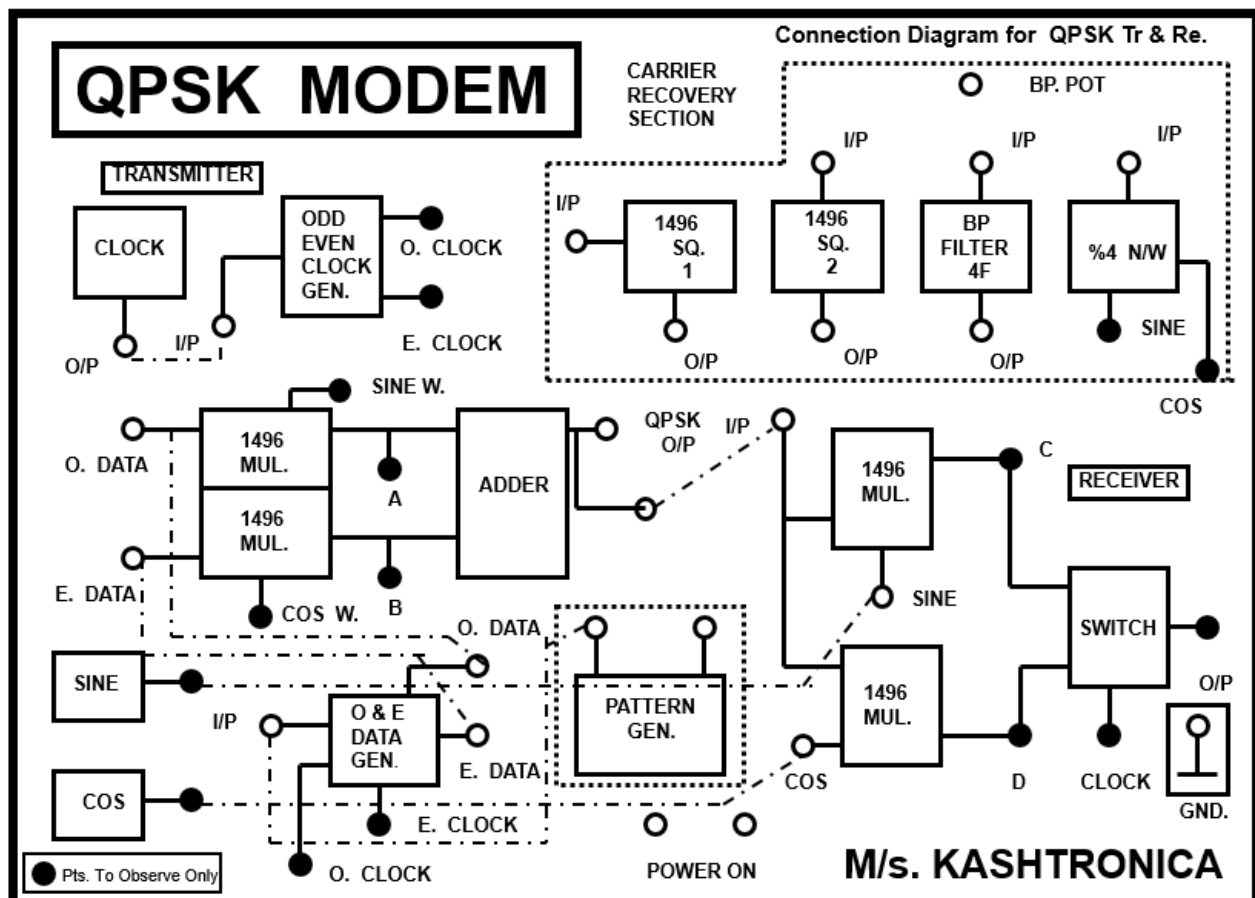 Connection Diagram for QPSK Tr & Re.
QPSK MODEM
CARRIER
RECOVERY
SECTION
BP. POT
I/P
I/P
I/P
I/P
1496
SQ.
1
1496
SQ.
2
BP
FILTER
4F
%4 N/W
O/P
O/P
O/P
SINE
COS
TRANSMITTER
CLOCK
O/P
I/P
ODD
EVEN
CLOCK
GEN.
O. CLOCK
E. CLOCK
SINE W.
O. DATA
1496
MUL.
1496
MUL.
E. DATA
COS W.
A
B
ADDER
QPSK
O/P
I/P
1496
MUL.
C
RECEIVER
SINE
SWITCH
O/P
1496
MUL.
COS
D
CLOCK
GND.
SINE
COS
I/P
O & E
DATA
GEN.
O. DATA
E. DATA
E. CLOCK
O. CLOCK
PATTERN
GEN.
POWER ON
Pts. To Observe Only
M/s. KASHTRONICA